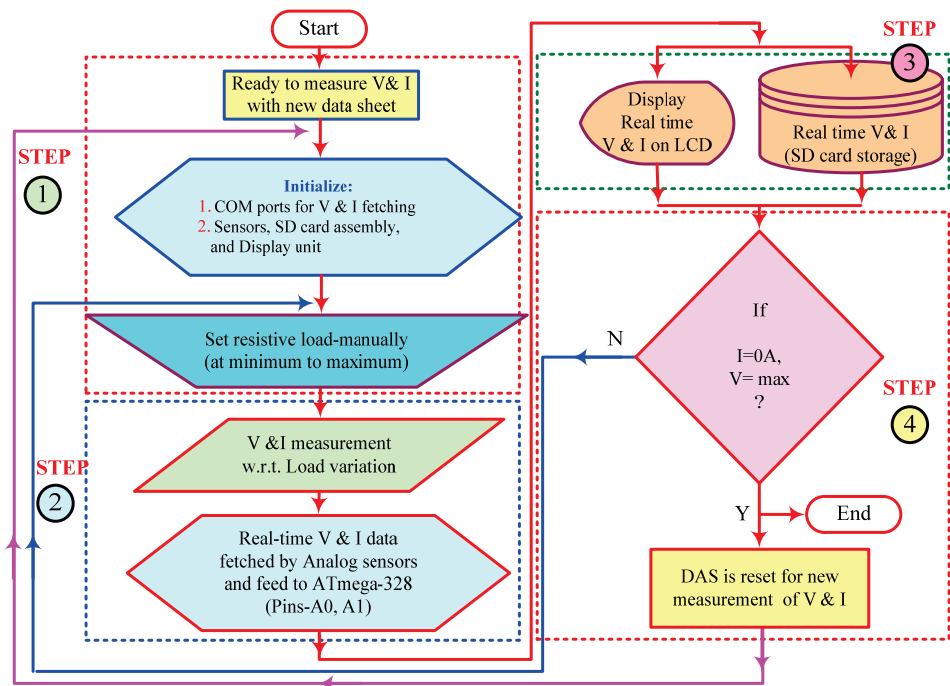 Start
Ready to measure V& I
with new data sheet
STEP
1
Initialize:
1. COM ports for V & I fetching
2. Sensors, SD card assembly,
and Display unit
Set resistive load-manually
(at minimum to maximum)
STEP
2
V &I measurement
w.r.t. Load variation
Real-time V & I data
fetched by Analog sensors
and feed to ATmega-328
(Pins-A0, A1)
STEP
3
Display
Real time
V & I on LCD
Real time V& I
(SD card storage)
If
I=0A,
V= max
?
N
STEP
4
Y
End
DAS is reset for new
measurement of V & I